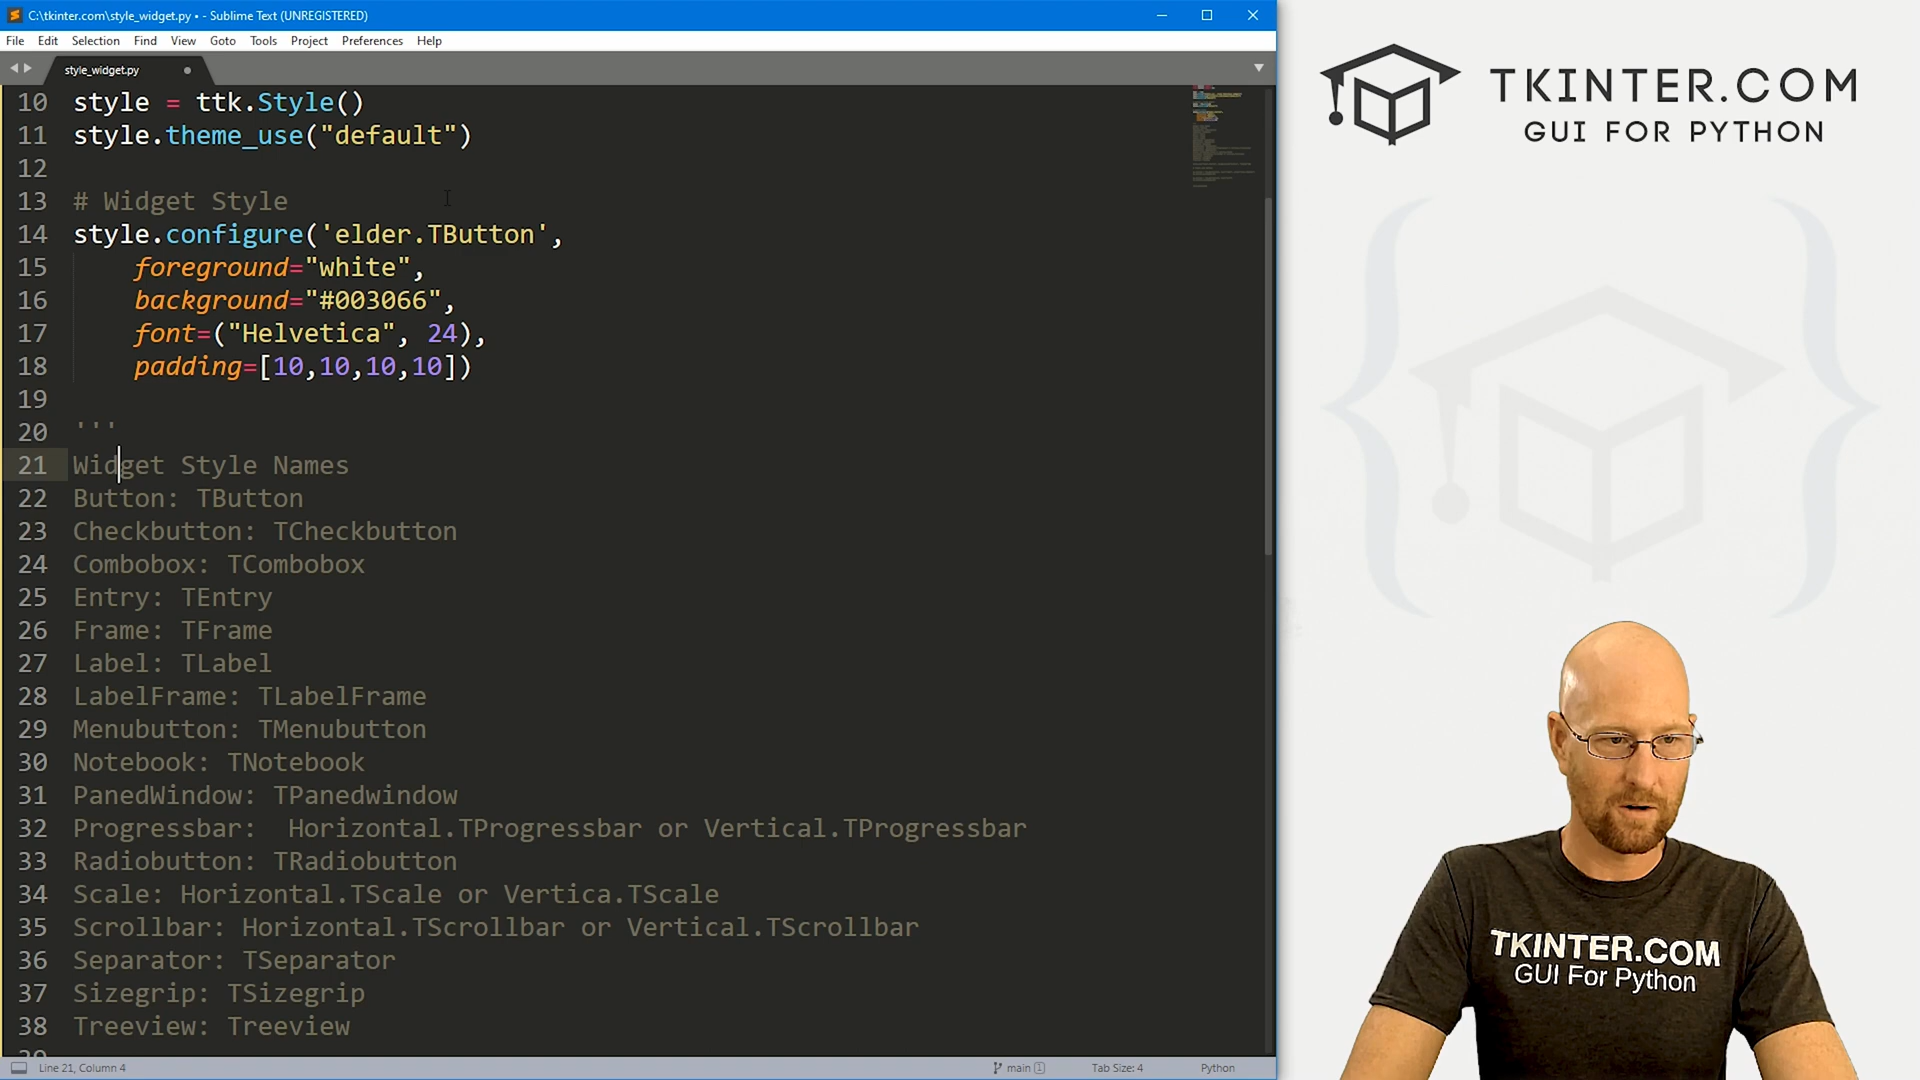 C:\tkinter.com\style_widget.py • - Sublime Text (UNREGISTERED)
File Edit Selection Find View Goto Tools Project Preferences Help
style_widget.py
10 style = ttk.Style()
11 style.theme_use("default")
12
13 # Widget Style
14 style.configure('elder.TButton',
15 foreground="white",
16 background="#003066",
17 font=("Helvetica", 24),
18 padding=[10,10,10,10])
19
20 '''
21 Widget Style Names
22 Button: TButton
23 Checkbutton: TCheckbutton
24 Combobox: TCombobox
25 Entry: TEntry
26 Frame: TFrame
27 Label: TLabel
28 LabelFrame: TLabelFrame
29 Menubutton: TMenubutton
30 Notebook: TNotebook
31 PanedWindow: TPanedwindow
32 Progressbar:  Horizontal.TProgressbar or Vertical.TProgressbar
33 Radiobutton: TRadiobutton
34 Scale: Horizontal.TScale or Vertica.TScale
35 Scrollbar: Horizontal.TScrollbar or Vertical.TScrollbar
36 Separator: TSeparator
37 Sizegrip: TSizegrip
38 Treeview: Treeview
Line 21, Column 4 main 1 Tab Size: 4 Python
TKINTER.COM
GUI FOR PYTHON
TKINTER.COM
GUI For Python